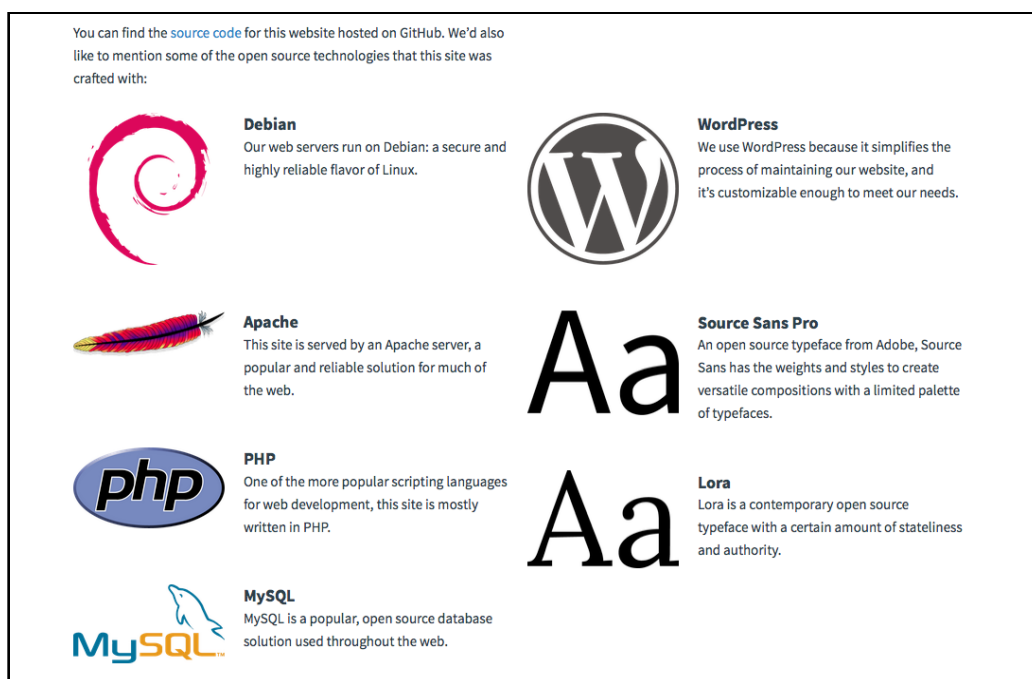 You can find the source code for this website hosted on GitHub. We’d also
like to mention some of the open source technologies that this site was
crafted with:
Debian
Our web servers run on Debian: a secure and
highly reliable flavor of Linux.
Apache
This site is served by an Apache server, a
popular and reliable solution for much of
the web.
php
PHP
One of the more popular scripting languages
for web development, this site is mostly
written in PHP.
MySQL™
MySQL
MySQL is a popular, open source database
solution used throughout the web.
W
WordPress
We use WordPress because it simplifies the
process of maintaining our website, and
it’s customizable enough to meet our needs.
Aa
Source Sans Pro
An open source typeface from Adobe, Source
Sans has the weights and styles to create
versatile compositions with a limited palette
of typefaces.
Aa
Lora
Lora is a contemporary open source
typeface with a certain amount of stateliness
and authority.